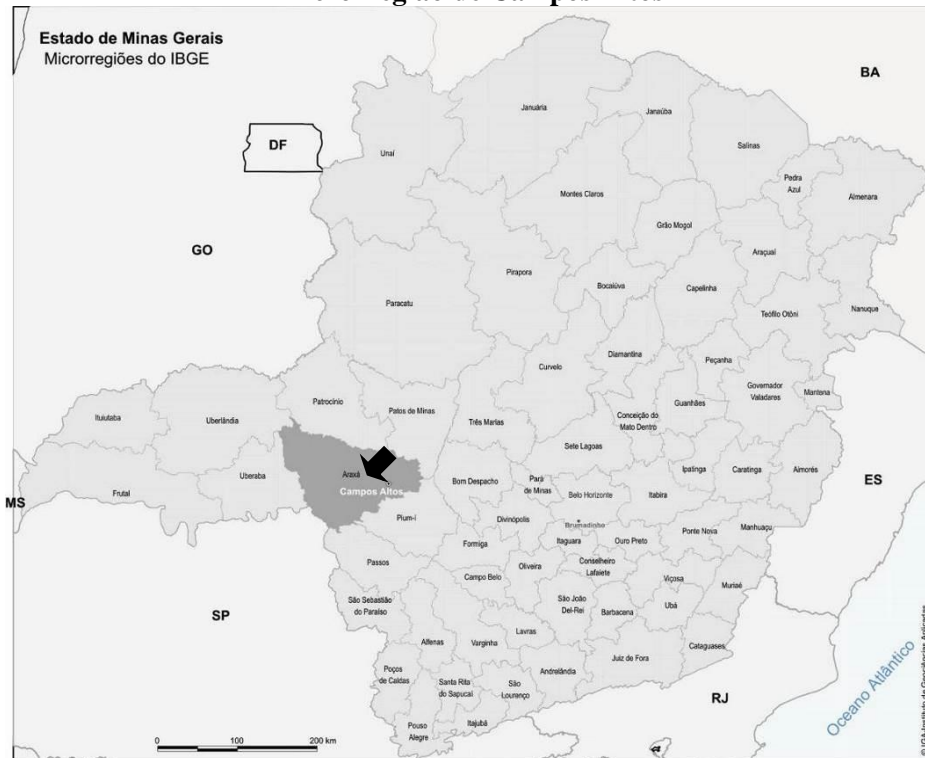 Estado de Minas Gerais
Microrregiões do IBGE
BA
DF
GO
Januária
Janaúba
Salinas
Unaí
Pedra
Azul
Almenara
Montes Claros
Grão Mogol
Araçuaí
Pirapora
Bocaiúva
Capelinha
Paracatu
Teófilo Otôni
Nanuque
Diamantina
Peçanha
Curvelo
Governador
Valadares
Mantena
Guanhães
Patrocínio
Patos de Minas
Três Marias
Conceição do
Mato Dentro
Ituiutaba
Uberlândia
Sete Lagoas
Ipatinga
Caratinga
Aimorés
Araxá
Campos Altos
Uberaba
Bom Despacho
Pará
de Minas
Belo Horizonte
Itabira
ES
MS
Frutal
Pium-í
Divinópolis
Brumadinho
Ponte Nova
Manhuaçu
Formiga
Itaguara
Ouro Preto
Passos
Oliveira
Conselheiro
Lafaiete
Campo Belo
Viçosa
Muriaé
São Sebastião
do Paraíso
São João
Del-Rei
Barbacena
Ubá
SP
Alfenas
Varginha
Lavras
Cataguases
Juiz de Fora
Poços
de Caldas
Santa Rita
do Sapucaí
São
Lourenço
Andrelândia
RJ
Pouso
Alegre
Itajubá
Oceano Atlântico
0 100 200 km